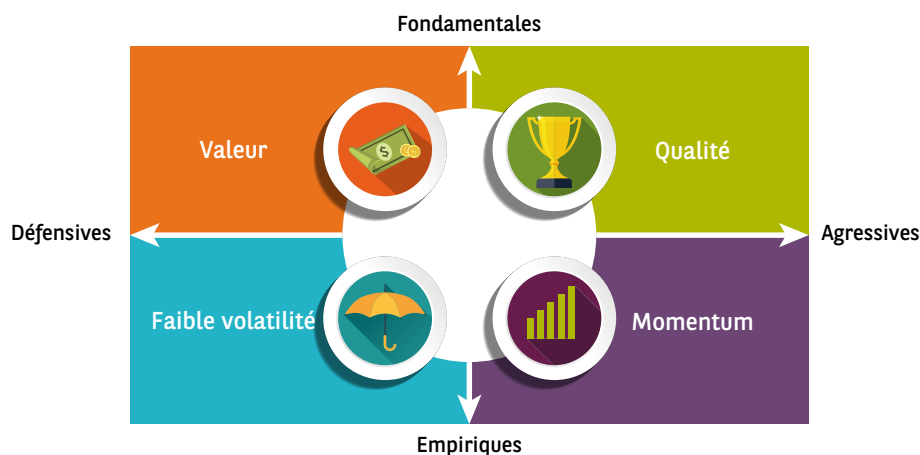 Fondamentales
Valeur
$
Qualité
Défensives
Agressives
Faible volatilité
Momentum
Empiriques